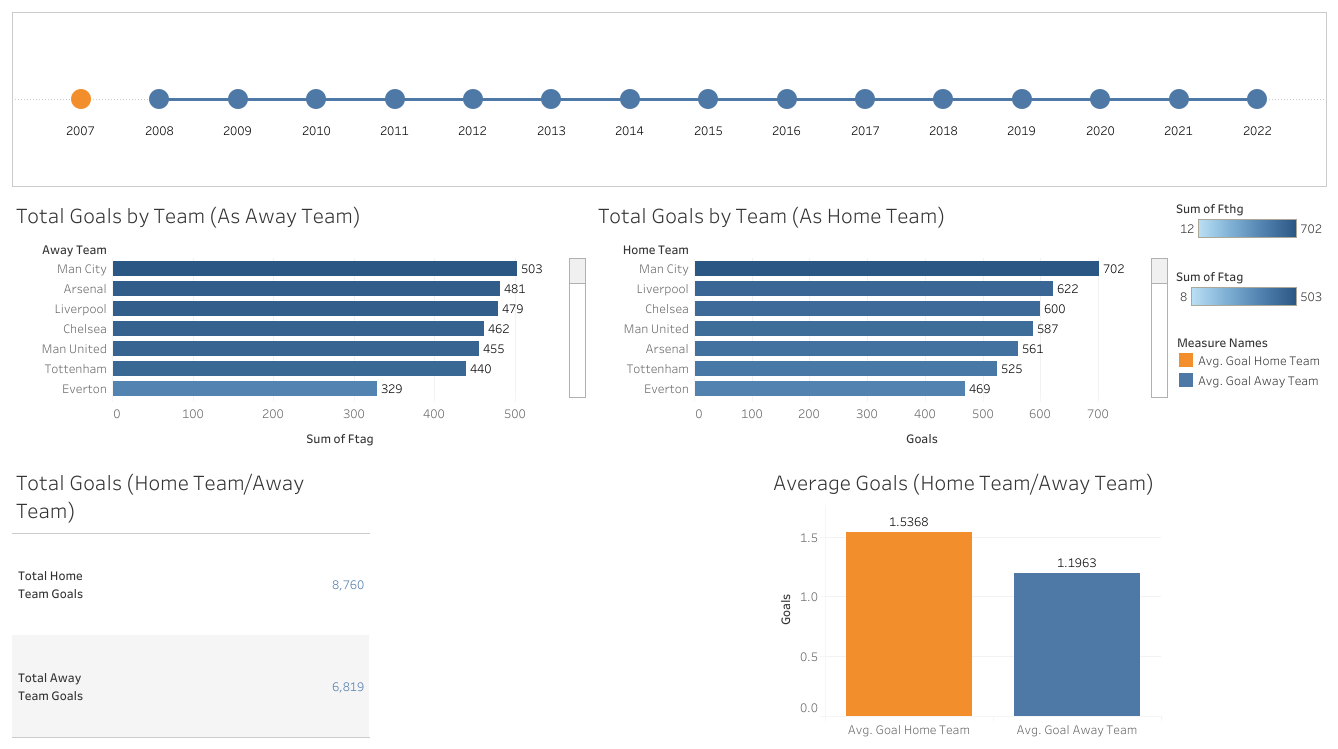 2007 2008 2009 2010 2011 2012 2013 2014 2015 2016 2017 2018 2019 2020 2021 2022
Total Goals by Team (As Away Team)
Away Team
Man City 503
Arsenal 481
Liverpool 479
Chelsea 462
Man United 455
Tottenham 440
Everton 329
0 100 200 300 400 500
Sum of Ftag
Total Goals by Team (As Home Team)
Home Team
Man City 702
Liverpool 622
Chelsea 600
Man United 587
Arsenal 561
Tottenham 525
Everton 469
0 100 200 300 400 500 600 700
Goals
Sum of Fthg
12 702
Sum of Ftag
8 503
Measure Names
Avg. Goal Home Team
Avg. Goal Away Team
Total Goals (Home Team/Away
Team)
Total Home
Team Goals
8,760
Total Away
Team Goals
6,819
Average Goals (Home Team/Away Team)
Goals
1.5
1.0
0.5
0.0
1.5368
1.1963
Avg. Goal Home Team Avg. Goal Away Team